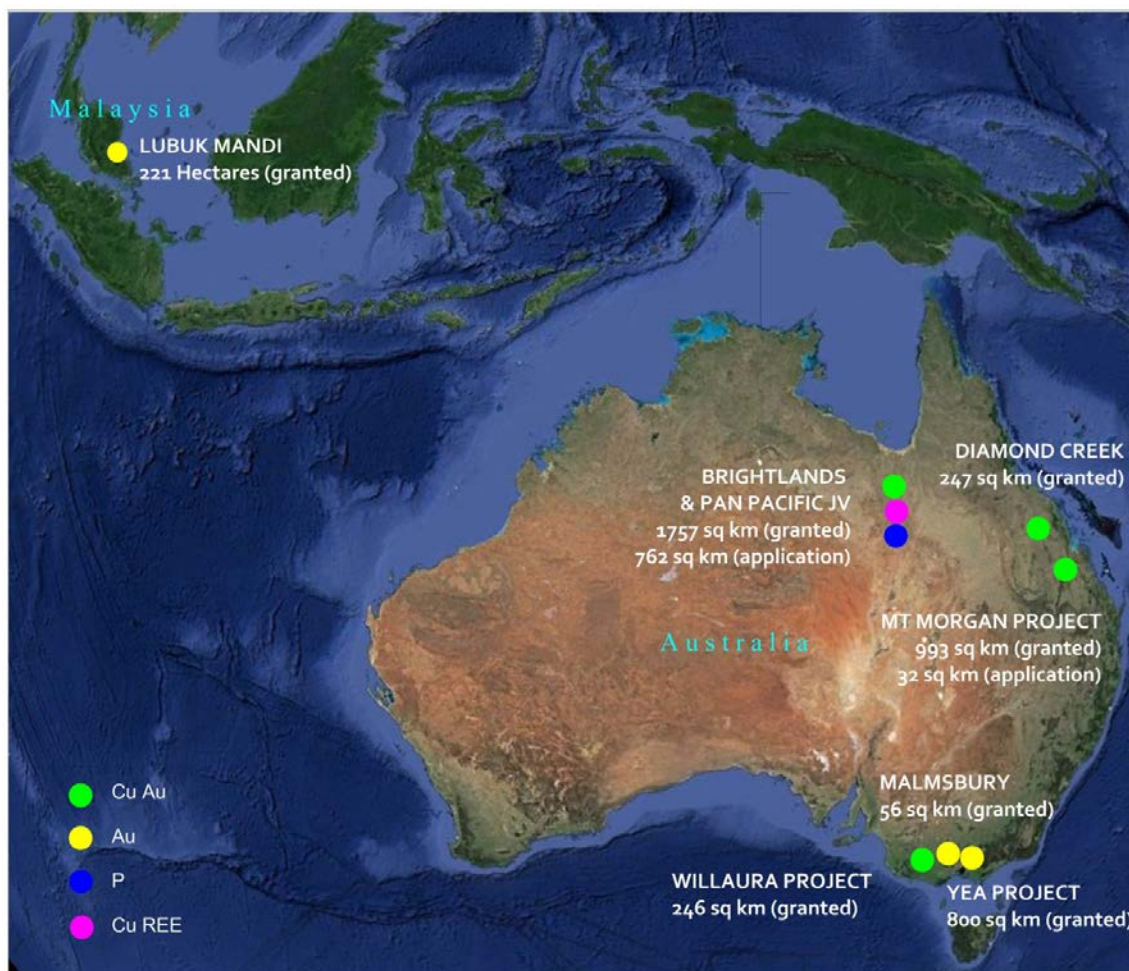 Malaysia
LUBUK MANDI
221 Hectares (granted)
DIAMOND CREEK
247 sq km (granted)
BRIGHTLANDS
& PAN PACIFIC JV
1757 sq km (granted)
762 sq km (application)
Australia
MT MORGAN PROJECT
993 sq km (granted)
32 sq km (application)
MALMSBURY
56 sq km (granted)
WILLAURA PROJECT
246 sq km (granted)
YEA PROJECT
800 sq km (granted)
Cu Au
Au
P
Cu REE